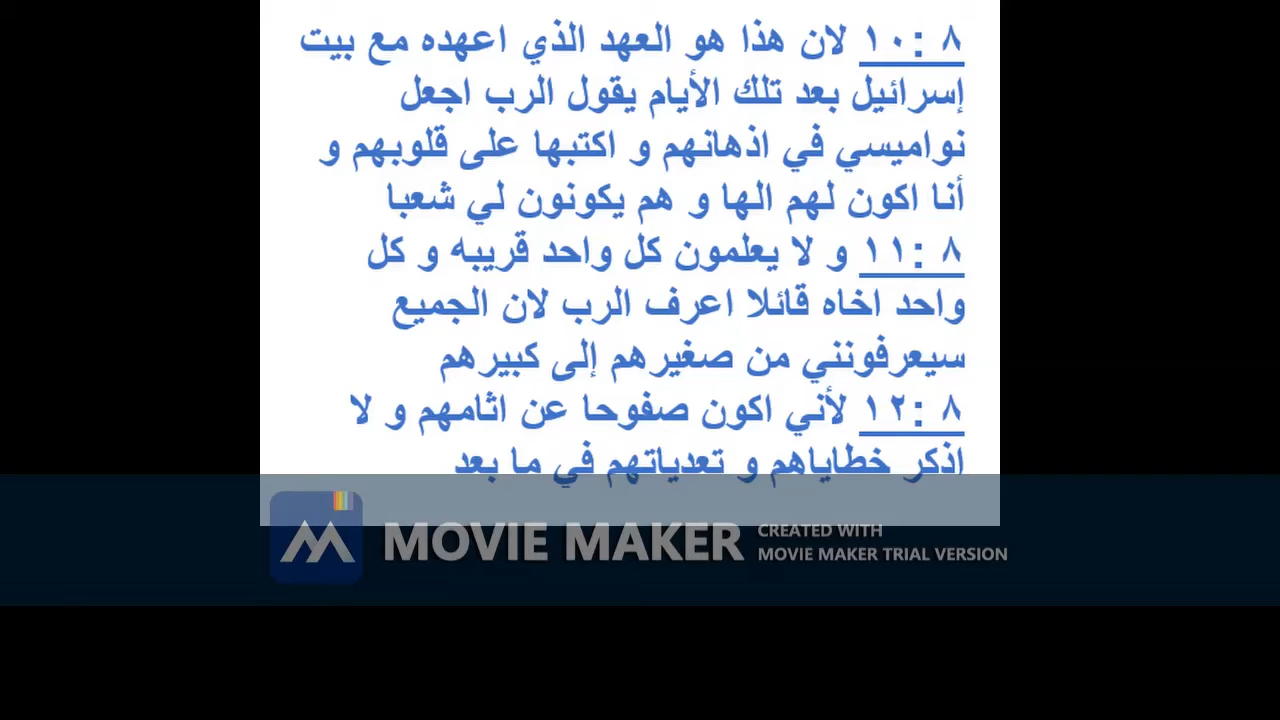 ٨ :١٠ لان هذا هو العهد الذي اعهده مع بيت
إسرائيل بعد تلك الأيام يقول الرب اجعل
نواميسي في اذهانهم و اكتبها على قلوبهم و
أنا اكون لهم الها و هم يكونون لي شعبا
٨ :١١ و لا يعلمون كل واحد قريبه و كل
واحد اخاه قائلا اعرف الرب لان الجميع
سيعرفونني من صغيرهم إلى كبيرهم
٨ :١٢ لأني اكون صفوحا عن اثامهم و لا
اذكر خطاياهم و تعدياتهم في ما بعد
MOVIE MAKER
CREATED WITH
MOVIE MAKER TRIAL VERSION